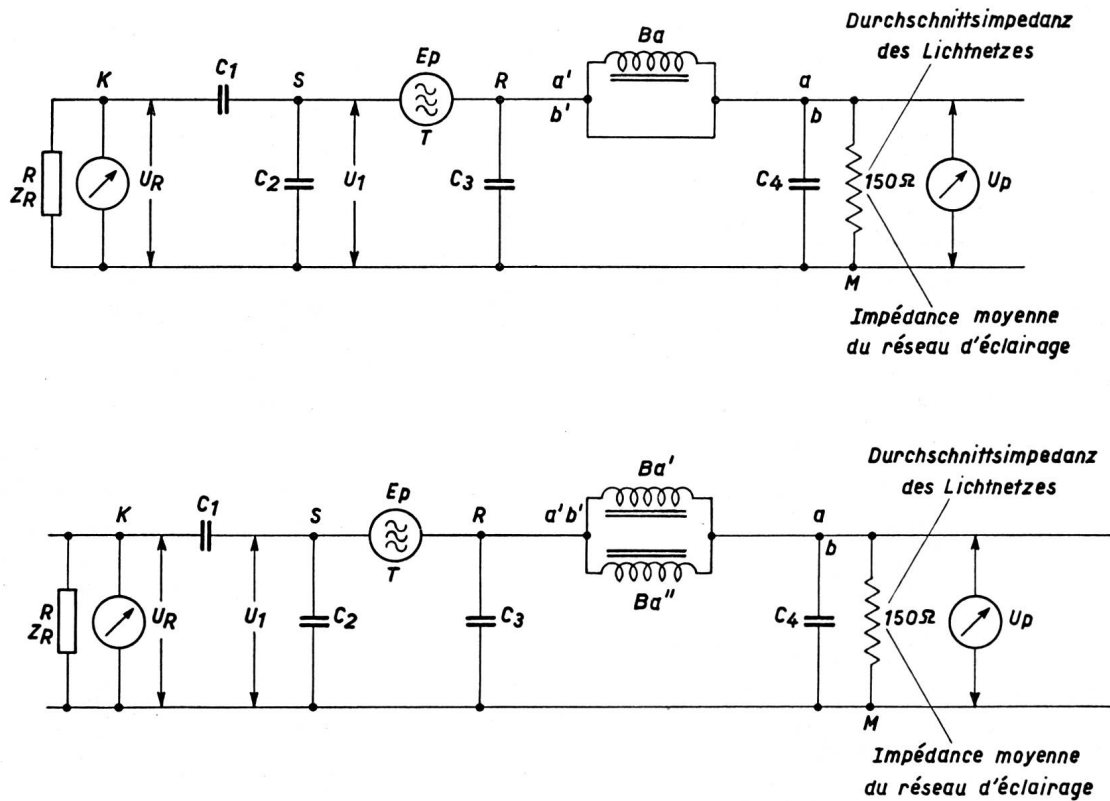 Durchschnittsimpedanz
des Lichtnetzes
Ba
Ep
C1
K
S
R
a'
a
b'
b
T
R
ZR
UR
C2
U1
C3
C4
150Ω
Up
M
Impédance moyenne
du réseau d'éclairage
Durchschnittsimpedanz
des Lichtnetzes
Ba'
Ep
C1
K
S
R
a' b'
a
b
T
Ba"
R
ZR
UR
U1
C2
C3
C4
150Ω
Up
M
Impédance moyenne
du réseau d'éclairage